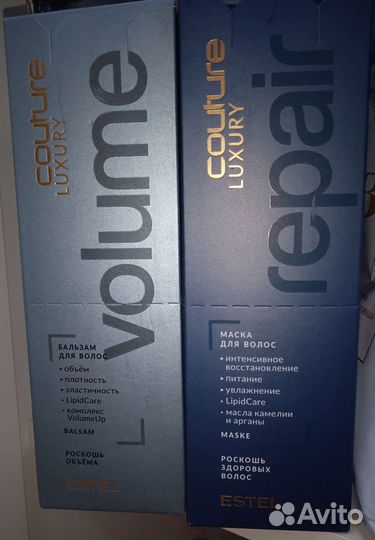 couture
LUXURY
volume
БАЛЬЗАМ
ДЛЯ ВОЛОС
• объём
• плотность
• эластичность
• LipidCare
• комплекс
VolumeUp
BALSAM
РОСКОШЬ
ОБЪЁМА
ESTEL
couture
LUXURY
repair
МАСКА
ДЛЯ ВОЛОС
• интенсивное
восстановление
• питание
• увлажнение
• LipidCare
• масла камелии
и арганы
MASKE
РОСКОШЬ
ЗДОРОВЫХ
ВОЛОС
ESTEL
Avito